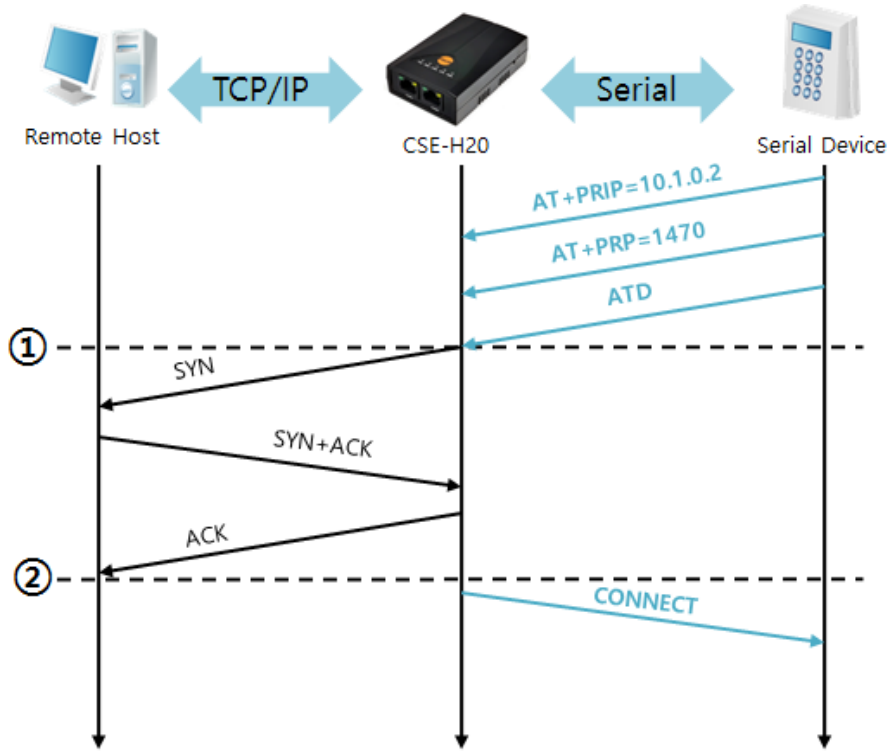 TCP/IP
Serial
Remote Host
CSE-H20
Serial Device
AT+PRIP=10.1.0.2
AT+PRP=1470
ATD
①
SYN
SYN+ACK
ACK
②
CONNECT